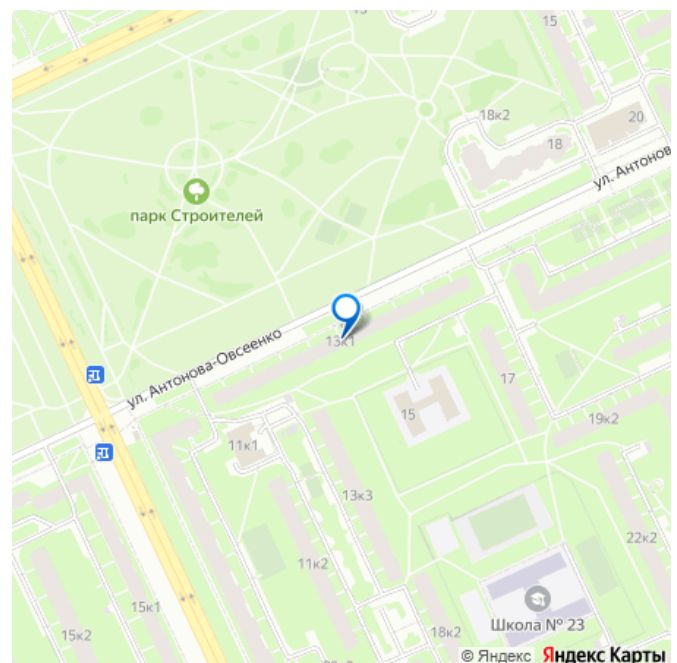 15
18к2
20
18
ул. Антонов
парк Строителей
13к1
ул. Антонова-Овсеенко
17
15
19к2
11к1
13к3
22к2
11к2
15к1
Школа № 23
15к2
18к2
© Яндекс Яндекс Карты